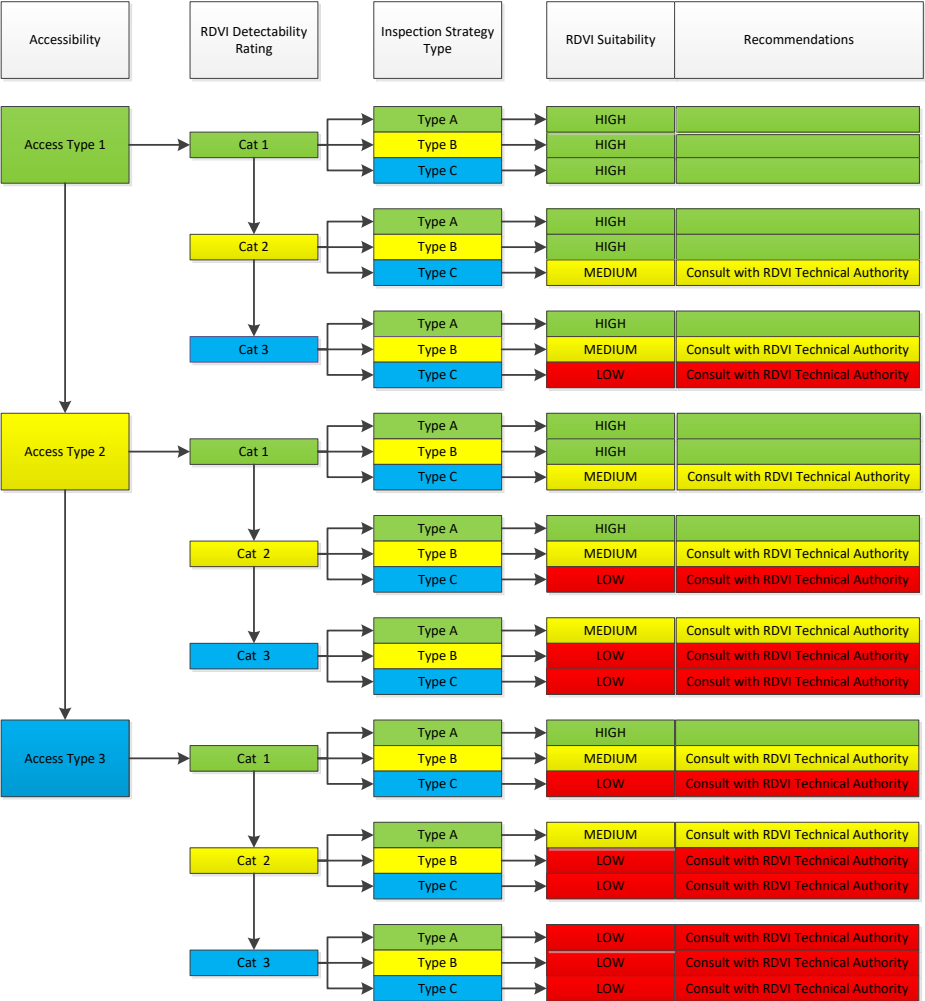 Accessibility
RDVI Detectability
Rating
Inspection Strategy
Type
RDVI Suitability
Recommendations
Access Type 1
Cat 1
Type A
HIGH
Type B
HIGH
Type C
HIGH
Cat 2
Type A
HIGH
Type B
HIGH
Type C
MEDIUM
Consult with RDVI Technical Authority
Cat 3
Type A
HIGH
Type B
MEDIUM
Consult with RDVI Technical Authority
Type C
LOW
Consult with RDVI Technical Authority
Access Type 2
Cat 1
Type A
HIGH
Type B
HIGH
Type C
MEDIUM
Consult with RDVI Technical Authority
Cat 2
Type A
HIGH
Type B
MEDIUM
Consult with RDVI Technical Authority
Type C
LOW
Consult with RDVI Technical Authority
Cat 3
Type A
MEDIUM
Consult with RDVI Technical Authority
Type B
LOW
Consult with RDVI Technical Authority
Type C
LOW
Consult with RDVI Technical Authority
Access Type 3
Cat 1
Type A
HIGH
Type B
MEDIUM
Consult with RDVI Technical Authority
Type C
LOW
Consult with RDVI Technical Authority
Cat 2
Type A
MEDIUM
Consult with RDVI Technical Authority
Type B
LOW
Consult with RDVI Technical Authority
Type C
LOW
Consult with RDVI Technical Authority
Cat 3
Type A
LOW
Consult with RDVI Technical Authority
Type B
LOW
Consult with RDVI Technical Authority
Type C
LOW
Consult with RDVI Technical Authority